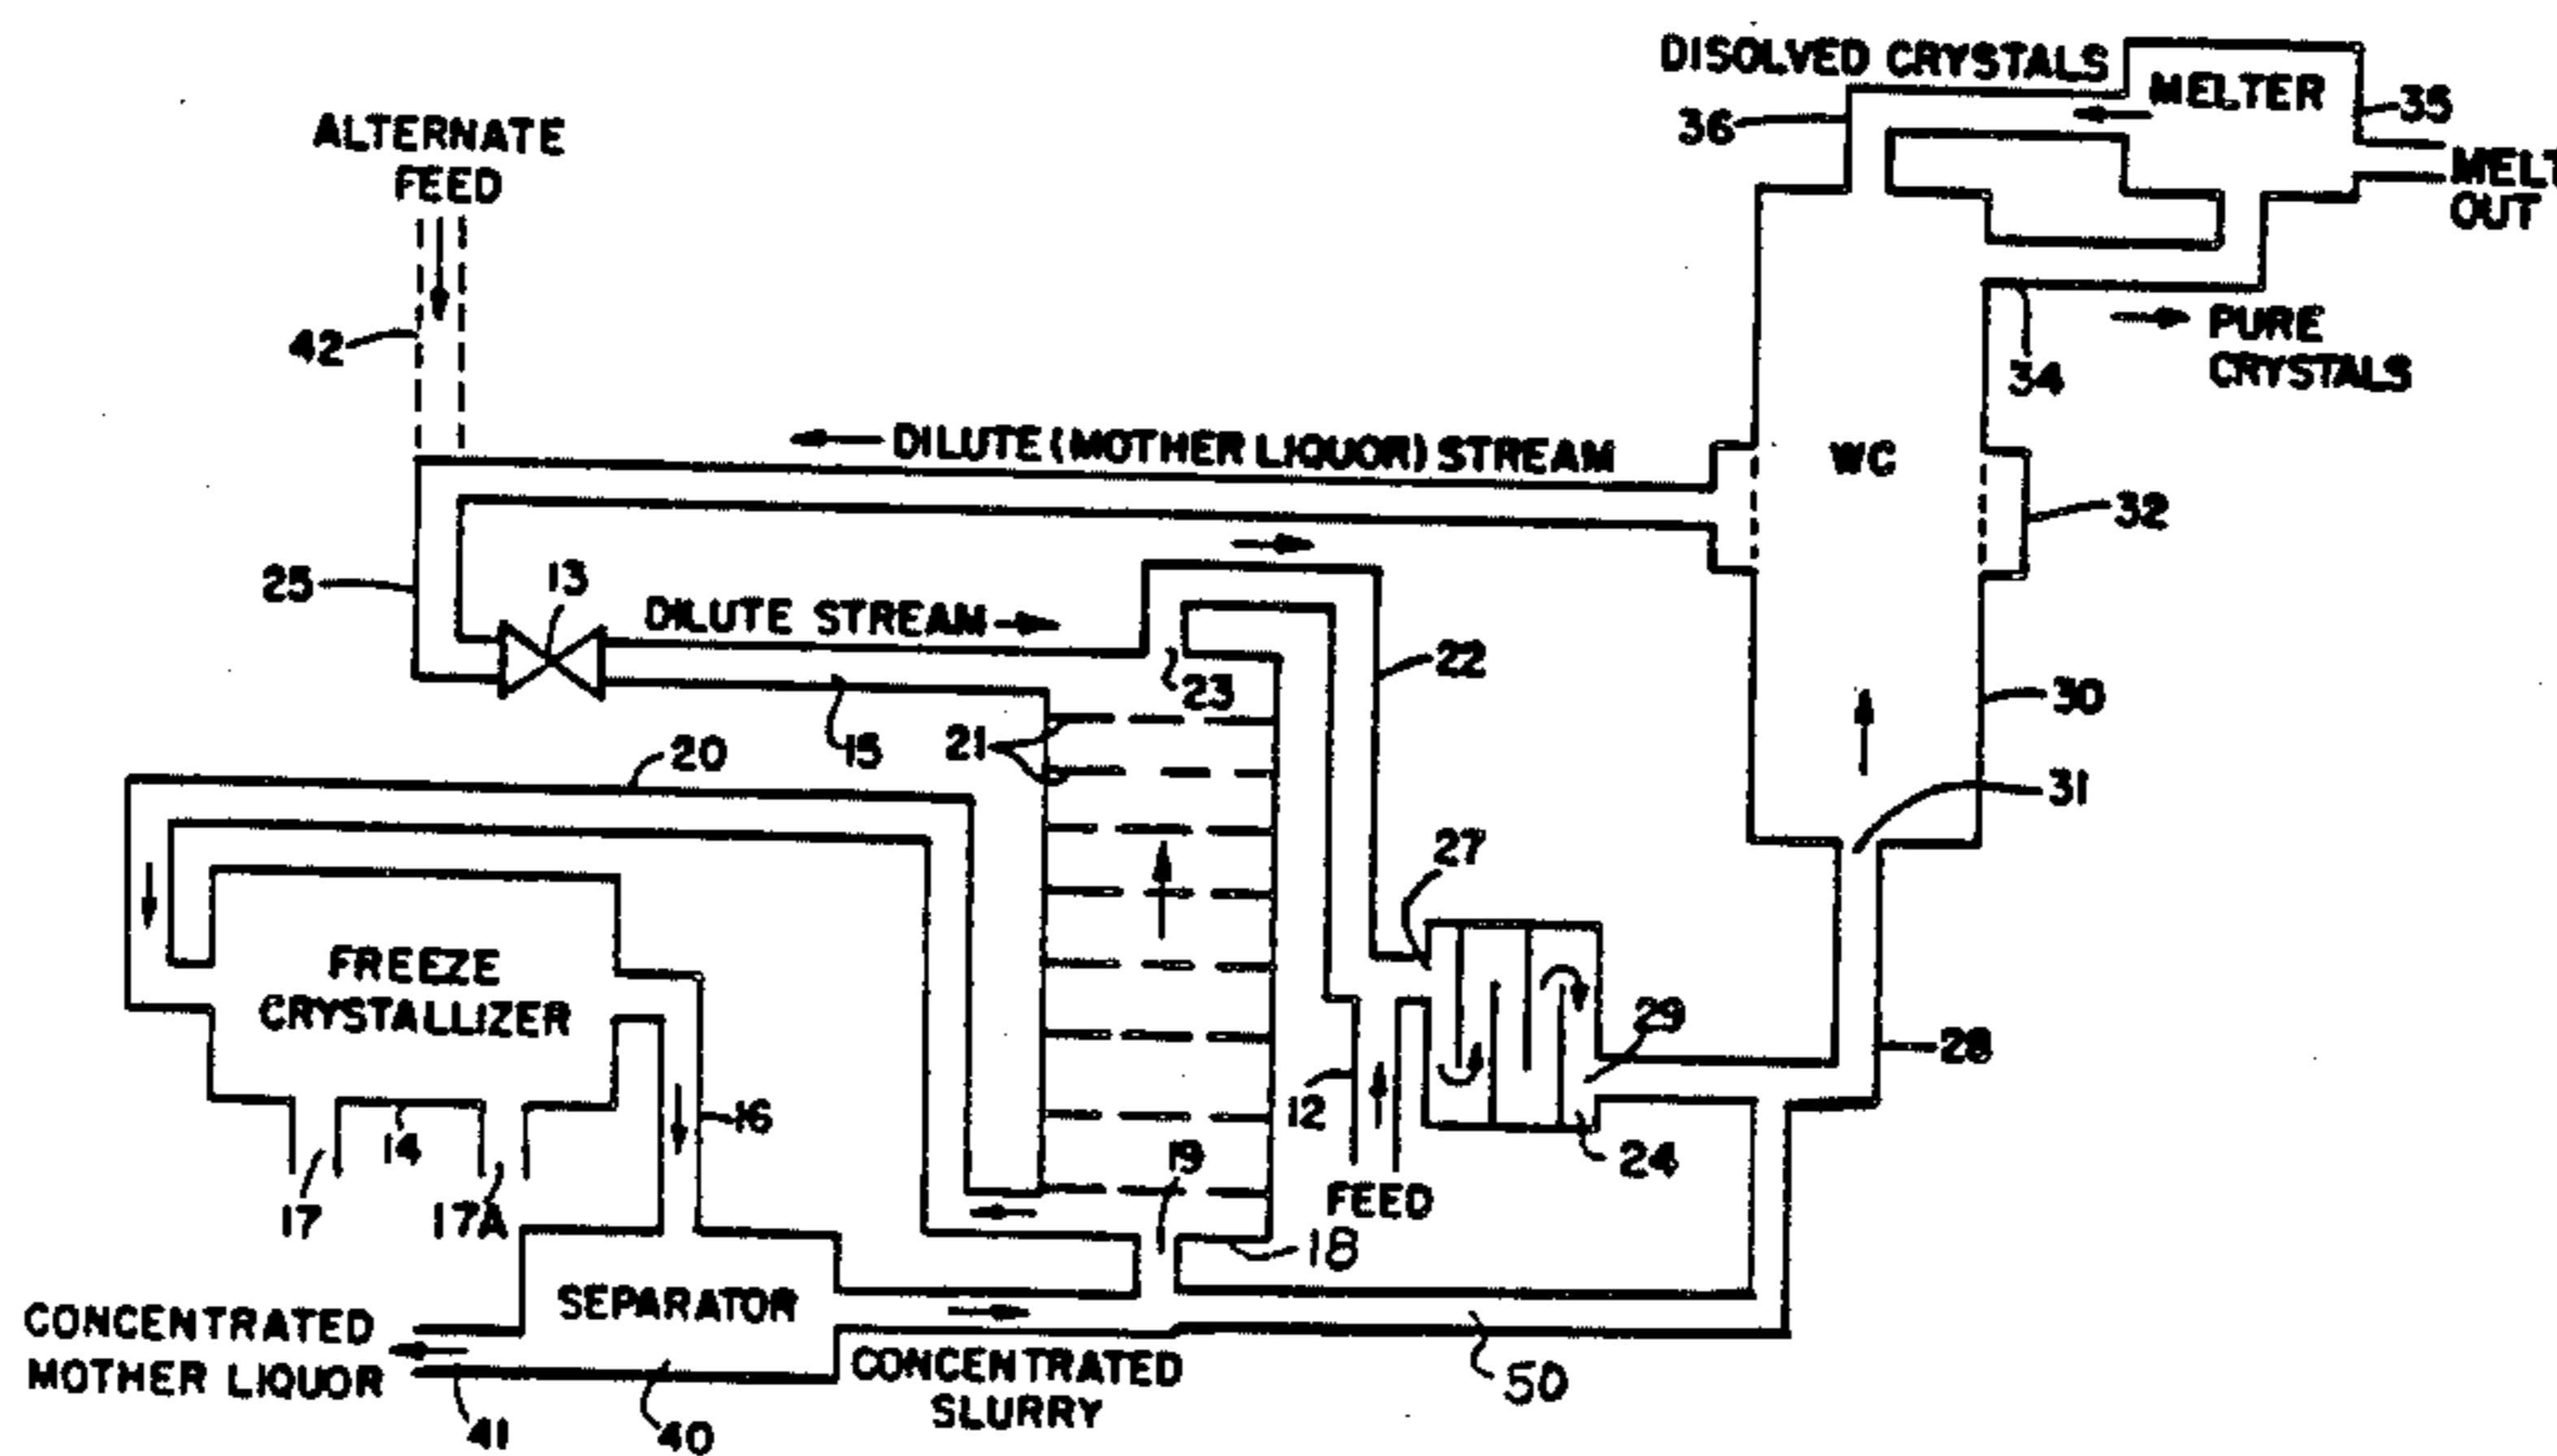 DISOLVED CRYSTALS
MELTER
36
35
ALTERNATE
FEED
MELT
OUT
42
PURE
CRYSTALS
34
DILUTE (MOTHER LIQUOR) STREAM
WC
32
25
13
DILUTE STREAM
22
23
30
20
15
21
31
27
FREEZE
CRYSTALLIZER
29
28
12
16
14
19
24
17
17A
FEED
18
SEPARATOR
CONCENTRATED
MOTHER LIQUOR
CONCENTRATED
SLURRY
50
41
40